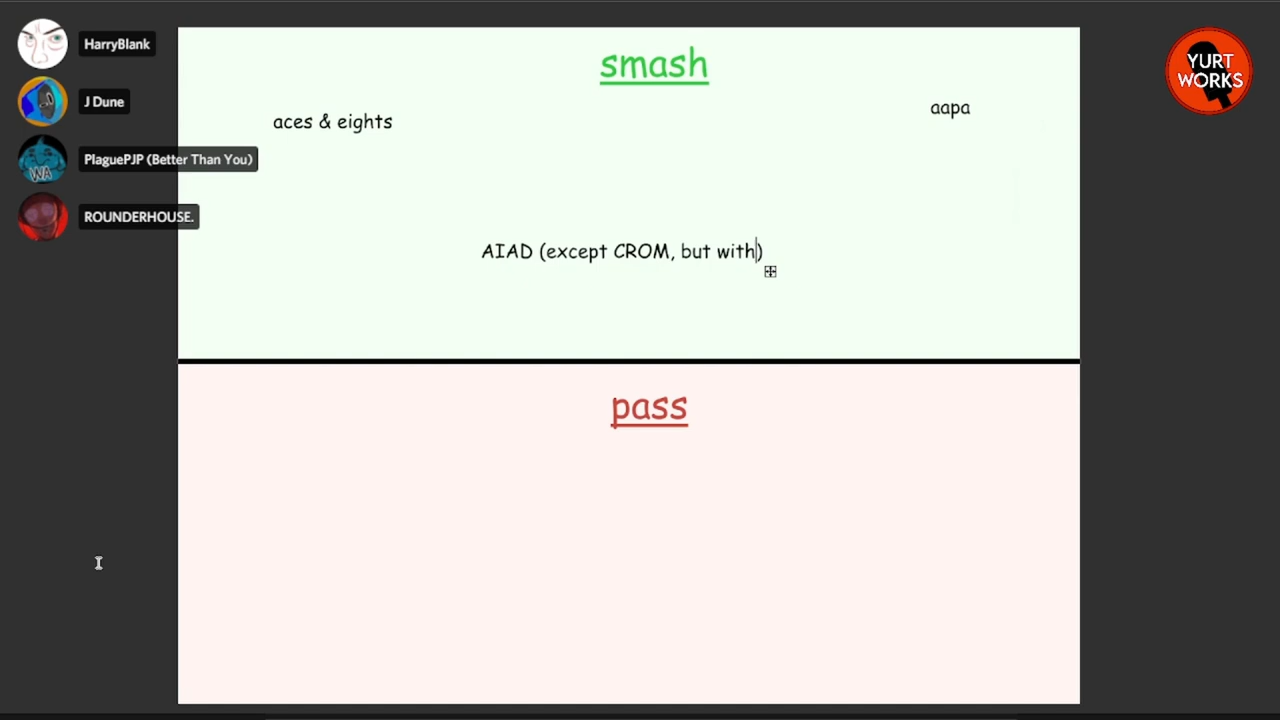 HarryBlank
J Dune
PlaguePJP (Better Than You)
ROUNDERHOUSE.
smash
aces & eights
aapa
AIAD (except CROM, but with)
pass
YURT
WORKS
WA